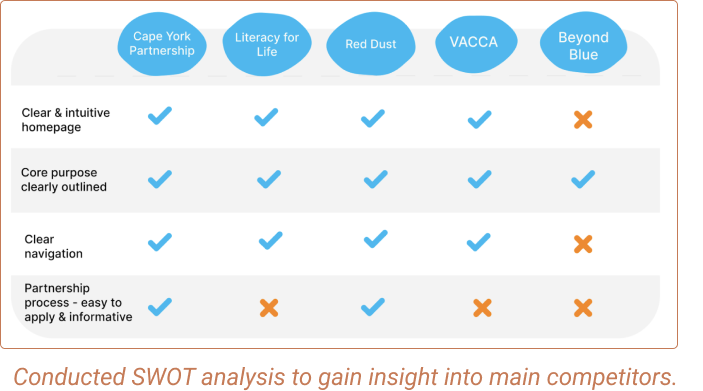 Cape York
Partnership
Literacy for
Life
Red Dust
VACCA
Beyond
Blue
Clear & intuitive
homepage
Core purpose
clearly outlined
Clear
navigation
Partnership
process - easy to
apply & informative
Conducted SWOT analysis to gain insight into main competitors.